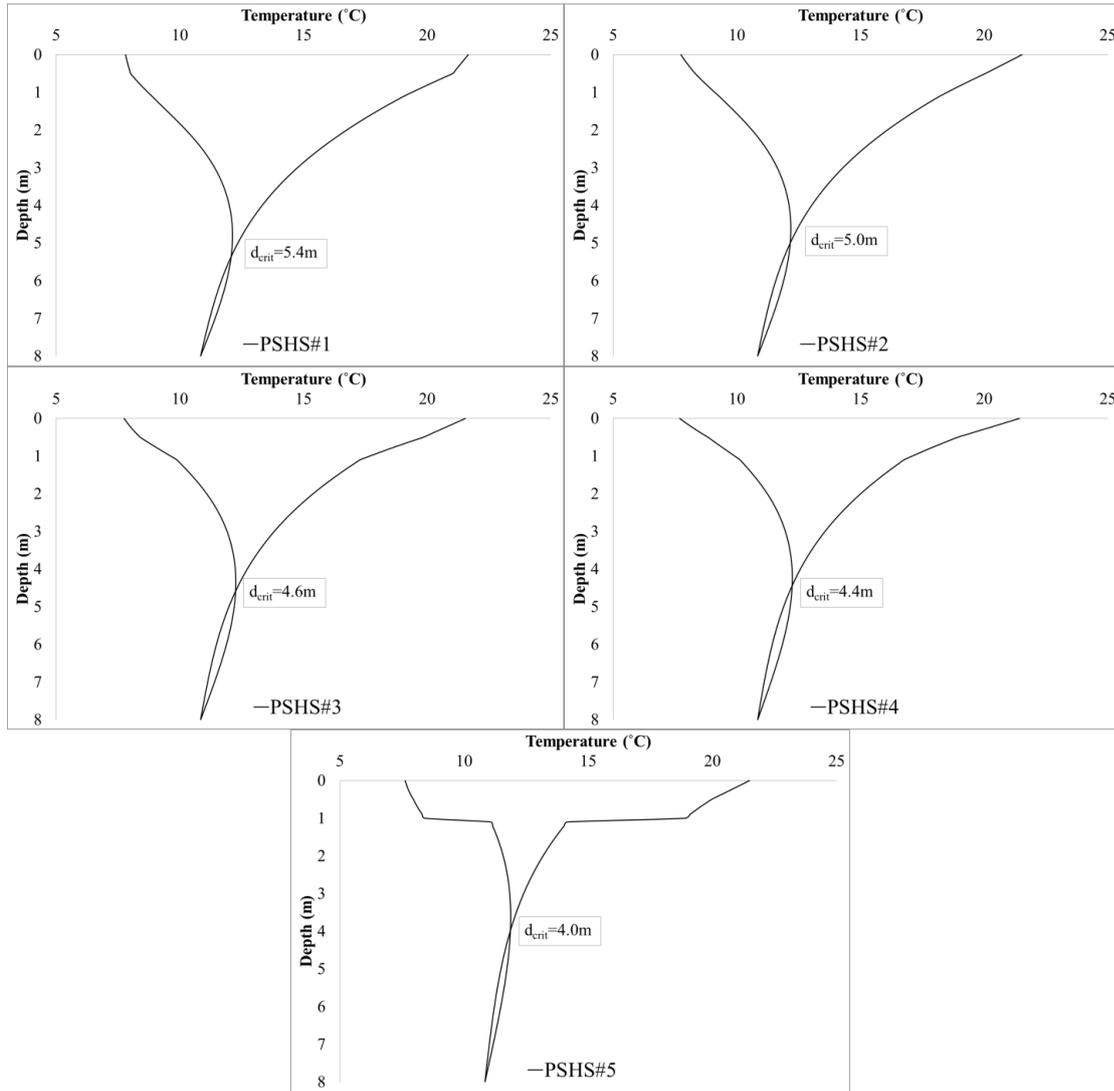 Temperature (˚C)
5 10 15 20 25
Depth (m)
0
1
2
3
4
5
6
7
8
dcrit=5.4m
—PSHS#1
Temperature (˚C)
5 10 15 20 25
Depth (m)
0
1
2
3
4
5
6
7
8
dcrit=5.0m
—PSHS#2
Temperature (˚C)
5 10 15 20 25
Depth (m)
0
1
2
3
4
5
6
7
8
dcrit=4.6m
—PSHS#3
Temperature (˚C)
5 10 15 20 25
Depth (m)
0
1
2
3
4
5
6
7
8
dcrit=4.4m
—PSHS#4
Temperature (˚C)
5 10 15 20 25
Depth (m)
0
1
2
3
4
5
6
7
8
dcrit=4.0m
—PSHS#5